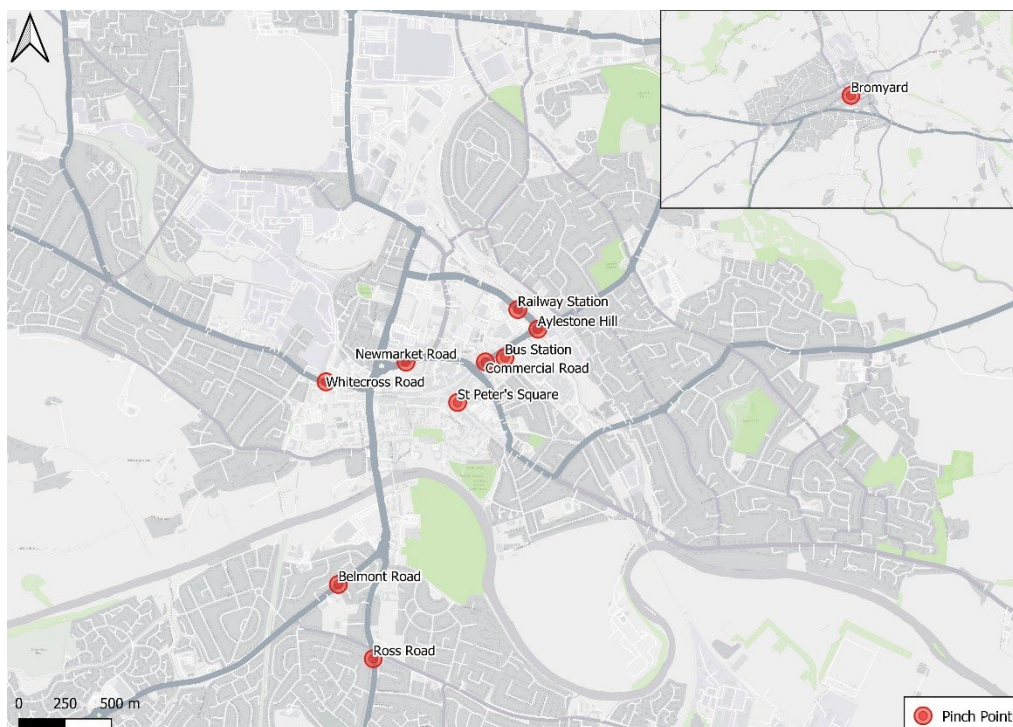 Bromyard
Railway Station
Aylestone Hill
Bus Station
Newmarket Road
Commercial Road
Whitecross Road
St Peter's Square
Belmont Road
Ross Road
0 250 500 m
Pinch Point